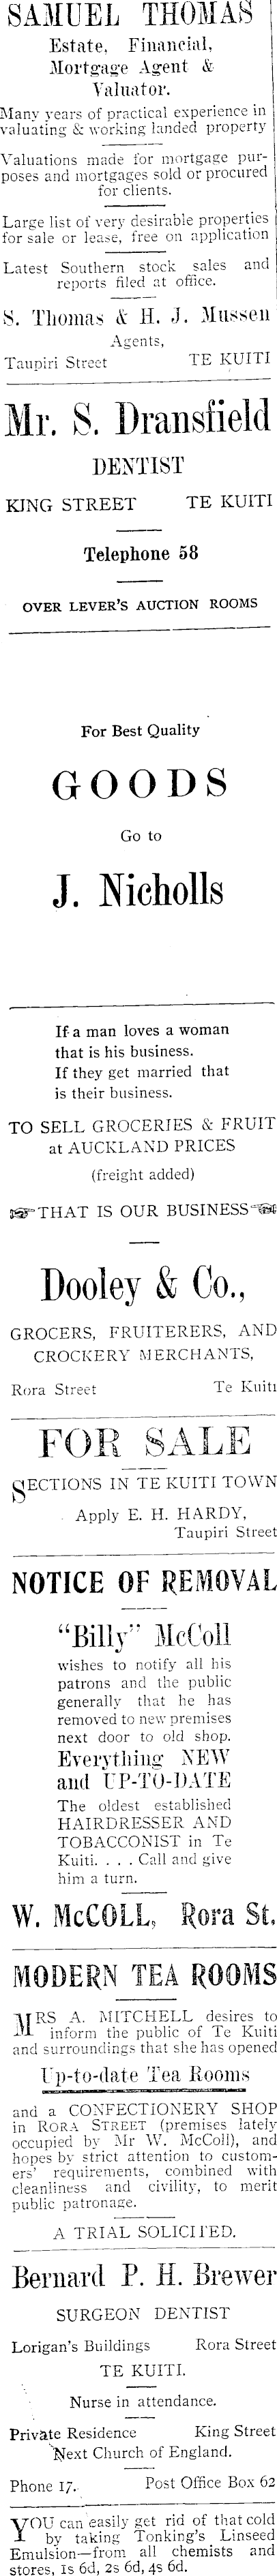 SAMUEL THOMAS
Estate, Financial,
Mortgage Agent &
Valuator.
Many years of practical experience in
valuating & working landed property
Valuations made for mortgage pur-
poses and mortgages sold or procured
for clients.
Large list of very desirable properties
for sale or lease, free on application
Latest Southern stock sales and
reports filed at office.
S. Thomas & H. J. Mussen
Agents,
Taupiri Street TE KUITI
Mr. S. Dransfield
DENTIST
KING STREET TE KUITI
Telephone 58
OVER LEVER'S AUCTION ROOMS
For Best Quality
GOODS
Go to
J. Nicholls
If a man loves a woman
that is his business.
If they get married that
is their business.
TO SELL GROCERIES & FRUIT
at AUCKLAND PRICES
(freight added)
THAT IS OUR BUSINESS
Dooley & Co.,
GROCERS, FRUITERERS, AND
CROCKERY MERCHANTS,
Rora Street Te Kuiti
FOR SALE
SECTIONS IN TE KUITI TOWN
Apply E. H. HARDY,
Taupiri Street
NOTICE OF REMOVAL
"Billy" McColl
wishes to notify all his
patrons and the public
generally that he has
removed to new premises
next door to old shop.
Everything NEW
and UP-TO-DATE
The oldest established
HAIRDRESSER AND
TOBACCONIST in Te
Kuiti. . . . Call and give
him a turn.
W. McCOLL, Rora St.
MODERN TEA ROOMS
MRS A. MITCHELL desires to
inform the public of Te Kuiti
and surroundings that she has opened
Up-to-date Tea Rooms
and a CONFECTIONERY SHOP
in RORA STREET (premises lately
occupied by Mr W. McColl), and
hopes by strict attention to custom-
ers' requirements, combined with
cleanliness and civility, to merit
public patronage.
A TRIAL SOLICITED.
Bernard P. H. Brewer
SURGEON DENTIST
Lorigan's Buildings Rora Street
TE KUITI.
Nurse in attendance.
Private Residence King Street
Next Church of England.
Phone 17. Post Office Box 62
YOU can easily get rid of that cold
by taking Tonking's Linseed
Emulsion—from all chemists and
stores, 1s 6d, 2s 6d, 4s 6d.